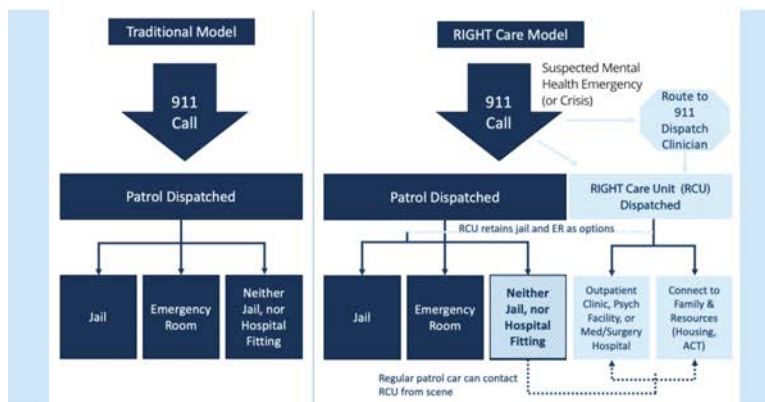 Traditional Model
911
Call
Patrol Dispatched
Jail
Emergency
Room
Neither
Jail, nor
Hospital
Fitting
RIGHT Care Model
Suspected Mental
Health Emergency
(or Crisis)
911
Call
Route to
911
Dispatch
Clinician
Patrol Dispatched
RIGHT Care Unit (RCU)
Dispatched
RCU retains jail and ER as options
Jail
Emergency
Room
Neither
Jail, nor
Hospital
Fitting
Outpatient
Clinic, Psych
Facility, or
Med/Surgery
Hospital
Connect to
Family &
Resources
(Housing,
ACT)
Regular patrol car can contact
RCU from scene